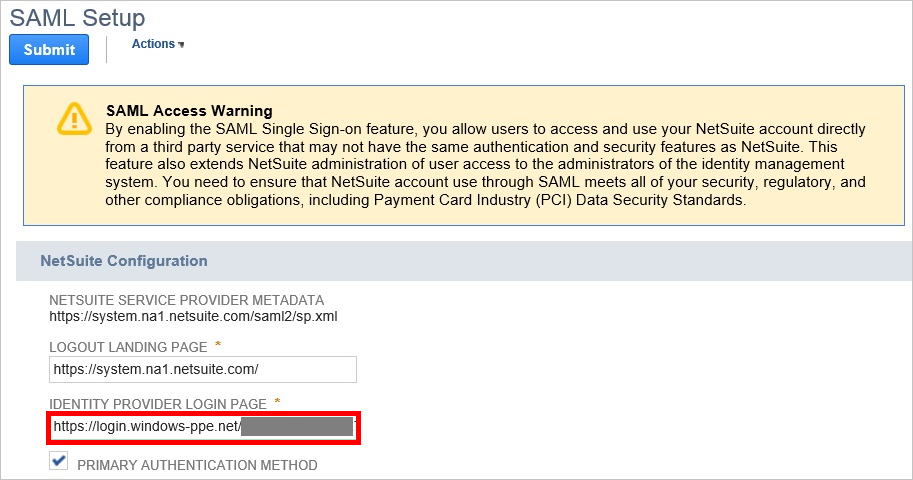 SAML Setup
Submit
Actions
SAML Access Warning
By enabling the SAML Single Sign-on feature, you allow users to access and use your NetSuite account directly
from a third party service that may not have the same authentication and security features as NetSuite. This
feature also extends NetSuite administration of user access to the administrators of the identity management
system. You need to ensure that NetSuite account use through SAML meets all of your security, regulatory, and
other compliance obligations, including Payment Card Industry (PCI) Data Security Standards.
NetSuite Configuration
NETSUITE SERVICE PROVIDER METADATA
https://system.na1.netsuite.com/saml2/sp.xml
LOGOUT LANDING PAGE *
https://system.na1.netsuite.com/
IDENTITY PROVIDER LOGIN PAGE *
https://login.windows-ppe.net/
PRIMARY AUTHENTICATION METHOD